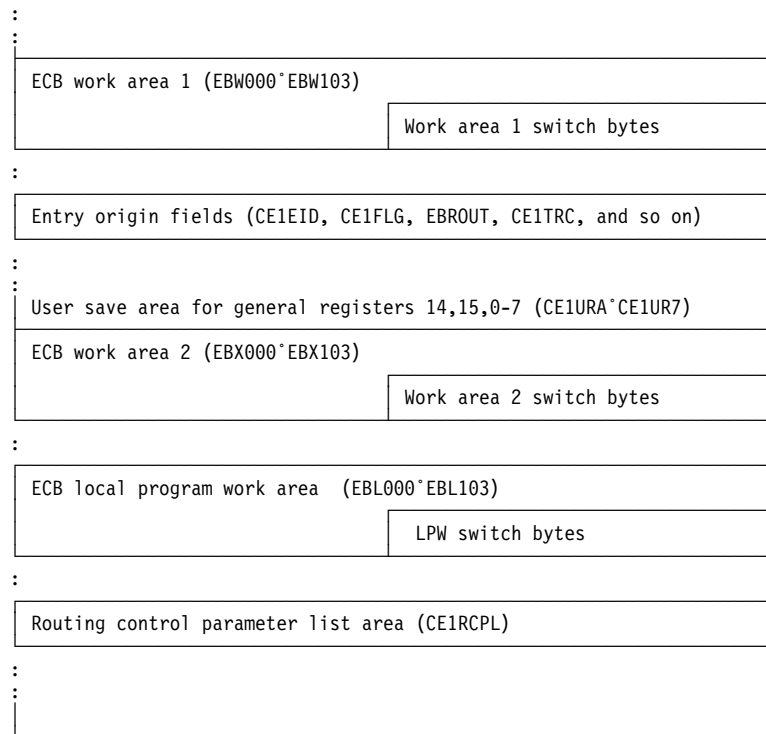 :
:
ECB work area 1 (EBW000˚EBW103)
Work area 1 switch bytes
:
Entry origin fields (CE1EID, CE1FLG, EBROUT, CE1TRC, and so on)
:
:
User save area for general registers 14,15,0-7 (CE1URA˚CE1UR7)
ECB work area 2 (EBX000˚EBX103)
Work area 2 switch bytes
:
ECB local program work area (EBL000˚EBL103)
LPW switch bytes
:
Routing control parameter list area (CE1RCPL)
:
: